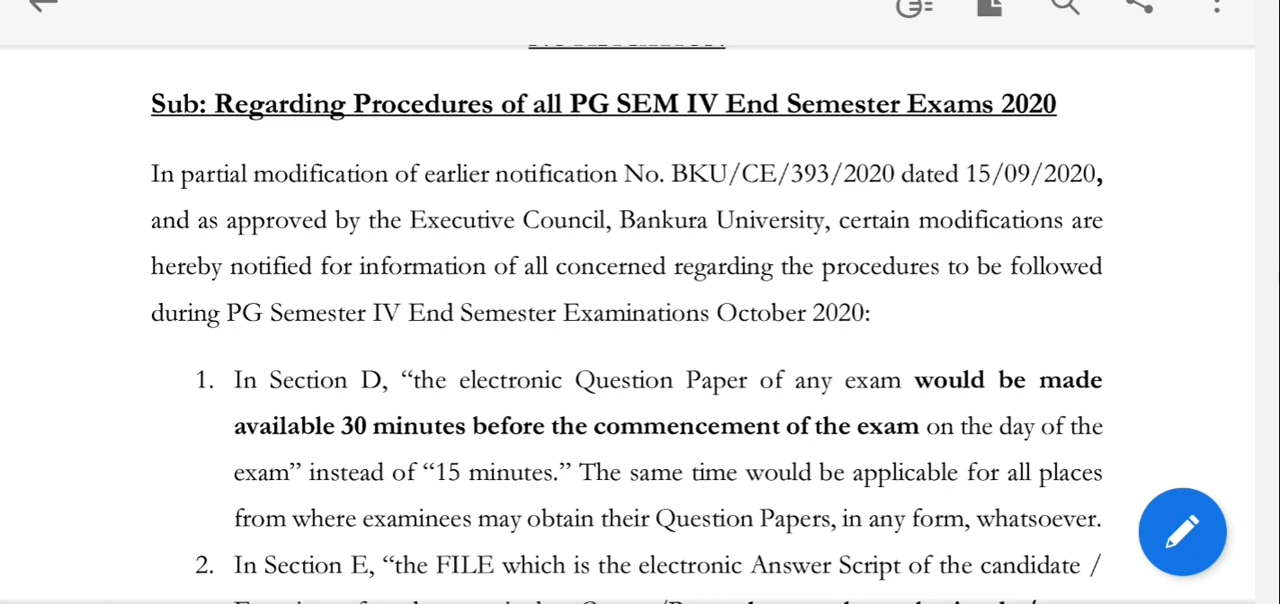 Sub: Regarding Procedures of all PG SEM IV End Semester Exams 2020
In partial modification of earlier notification No. BKU/CE/393/2020 dated 15/09/2020,
and as approved by the Executive Council, Bankura University, certain modifications are
hereby notified for information of all concerned regarding the procedures to be followed
during PG Semester IV End Semester Examinations October 2020:
1. In Section D, “the electronic Question Paper of any exam would be made
available 30 minutes before the commencement of the exam on the day of the
exam” instead of “15 minutes.” The same time would be applicable for all places
from where examinees may obtain their Question Papers, in any form, whatsoever.
2. In Section E, “the FILE which is the electronic Answer Script of the candidate /